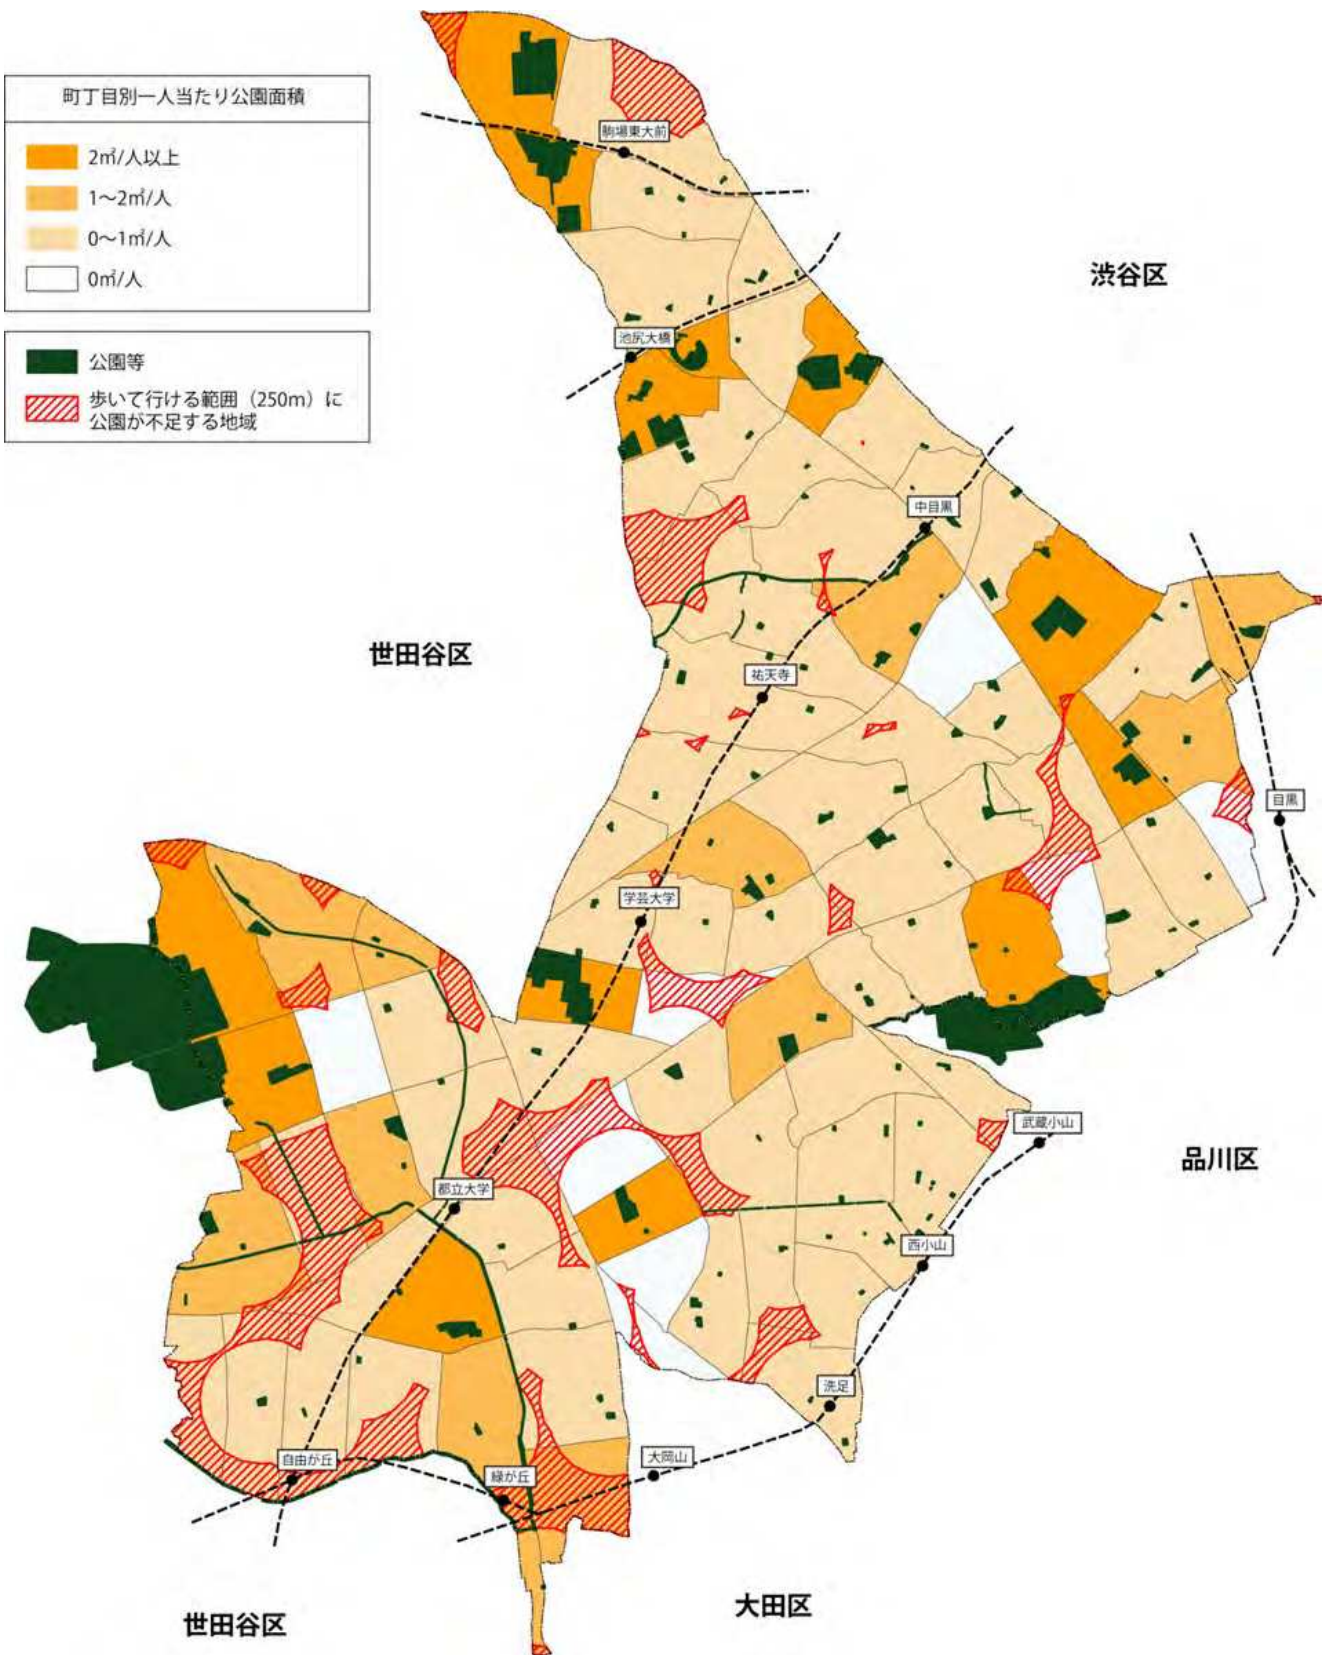 町丁目別一人当たり公園面積
2㎡/人以上
1〜2㎡/人
0〜1㎡/人
0㎡/人
公園等
歩いて行ける範囲（250m）に
公園が不足する地域
駒場東大前
渋谷区
池尻大橋
中目黒
世田谷区
祐天寺
目黒
学芸大学
武蔵小山
品川区
都立大学
西小山
洗足
自由が丘
大岡山
緑が丘
世田谷区
大田区